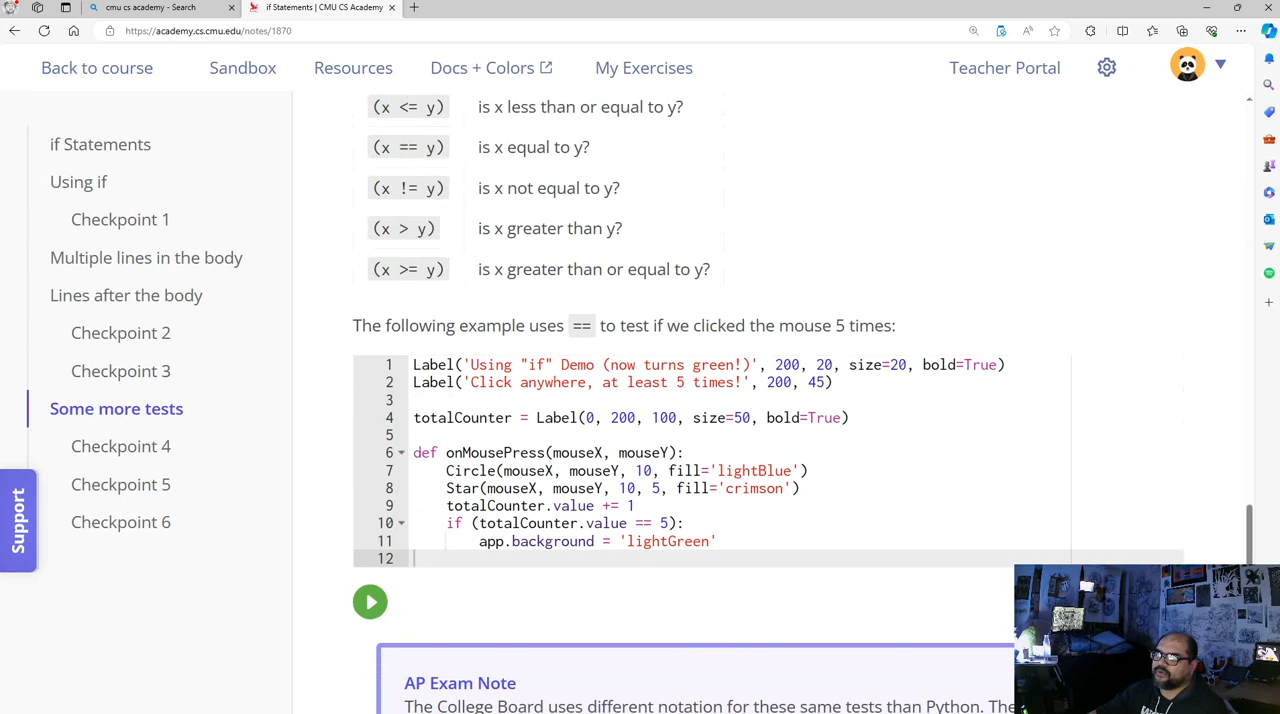 cmu cs academy - Search
if Statements | CMU CS Academy
https://academy.cs.cmu.edu/notes/1870
Back to course
Sandbox
Resources
Docs + Colors
My Exercises
Teacher Portal
if Statements
Using if
Checkpoint 1
Multiple lines in the body
Lines after the body
Checkpoint 2
Checkpoint 3
Some more tests
Checkpoint 4
Checkpoint 5
Checkpoint 6
Support
(x <= y) is x less than or equal to y?
(x == y) is x equal to y?
(x != y) is x not equal to y?
(x > y) is x greater than y?
(x >= y) is x greater than or equal to y?
The following example uses == to test if we clicked the mouse 5 times:
1 Label('Using "if" Demo (now turns green!)', 200, 20, size=20, bold=True)
2 Label('Click anywhere, at least 5 times!', 200, 45)
3
4 totalCounter = Label(0, 200, 100, size=50, bold=True)
5
6 def onMousePress(mouseX, mouseY):
7 Circle(mouseX, mouseY, 10, fill='lightBlue')
8 Star(mouseX, mouseY, 10, 5, fill='crimson')
9 totalCounter.value += 1
10 if (totalCounter.value == 5):
11 app.background = 'lightGreen'
12
AP Exam Note
The College Board uses different notation for these same tests than Python. The